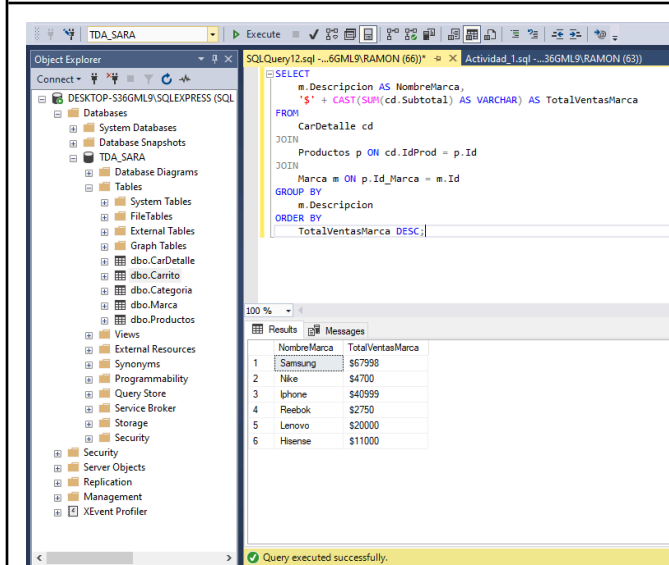 TDA_SARA
Execute
Object Explorer
SQLQuery12.sql -...6GML9\RAMON (66))*
Actividad_1.sql -...36GML9\RAMON (63))
Connect
DESKTOP-S36GML9\SQLEXPRESS (SQL
Databases
System Databases
Database Snapshots
TDA_SARA
Database Diagrams
Tables
System Tables
FileTables
External Tables
Graph Tables
dbo.CarDetalle
dbo.Carrito
dbo.Categoria
dbo.Marca
dbo.Productos
Views
External Resources
Synonyms
Programmability
Query Store
Service Broker
Storage
Security
Security
Server Objects
Replication
Management
XEvent Profiler
SELECT
m.Descripcion AS NombreMarca,
'$' + CAST(SUM(cd.Subtotal) AS VARCHAR) AS TotalVentasMarca
FROM
CarDetalle cd
JOIN
Productos p ON cd.IdProd = p.Id
JOIN
Marca m ON p.Id_Marca = m.Id
GROUP BY
m.Descripcion
ORDER BY
TotalVentasMarca DESC;
100 %
Results Messages
NombreMarca TotalVentasMarca
1 Samsung $67998
2 Nike $4700
3 Iphone $40999
4 Reebok $2750
5 Lenovo $20000
6 Hisense $11000
Query executed successfully.